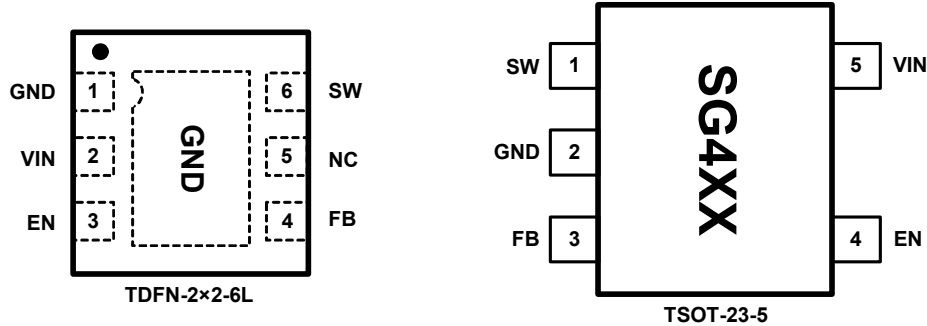 GND 1 6 SW
VIN 2 5 NC
EN 3 4 FB
GND
TDFN-2×2-6L
SW 1 5 VIN
GND 2
FB 3 4 EN
SG4XX
TSOT-23-5